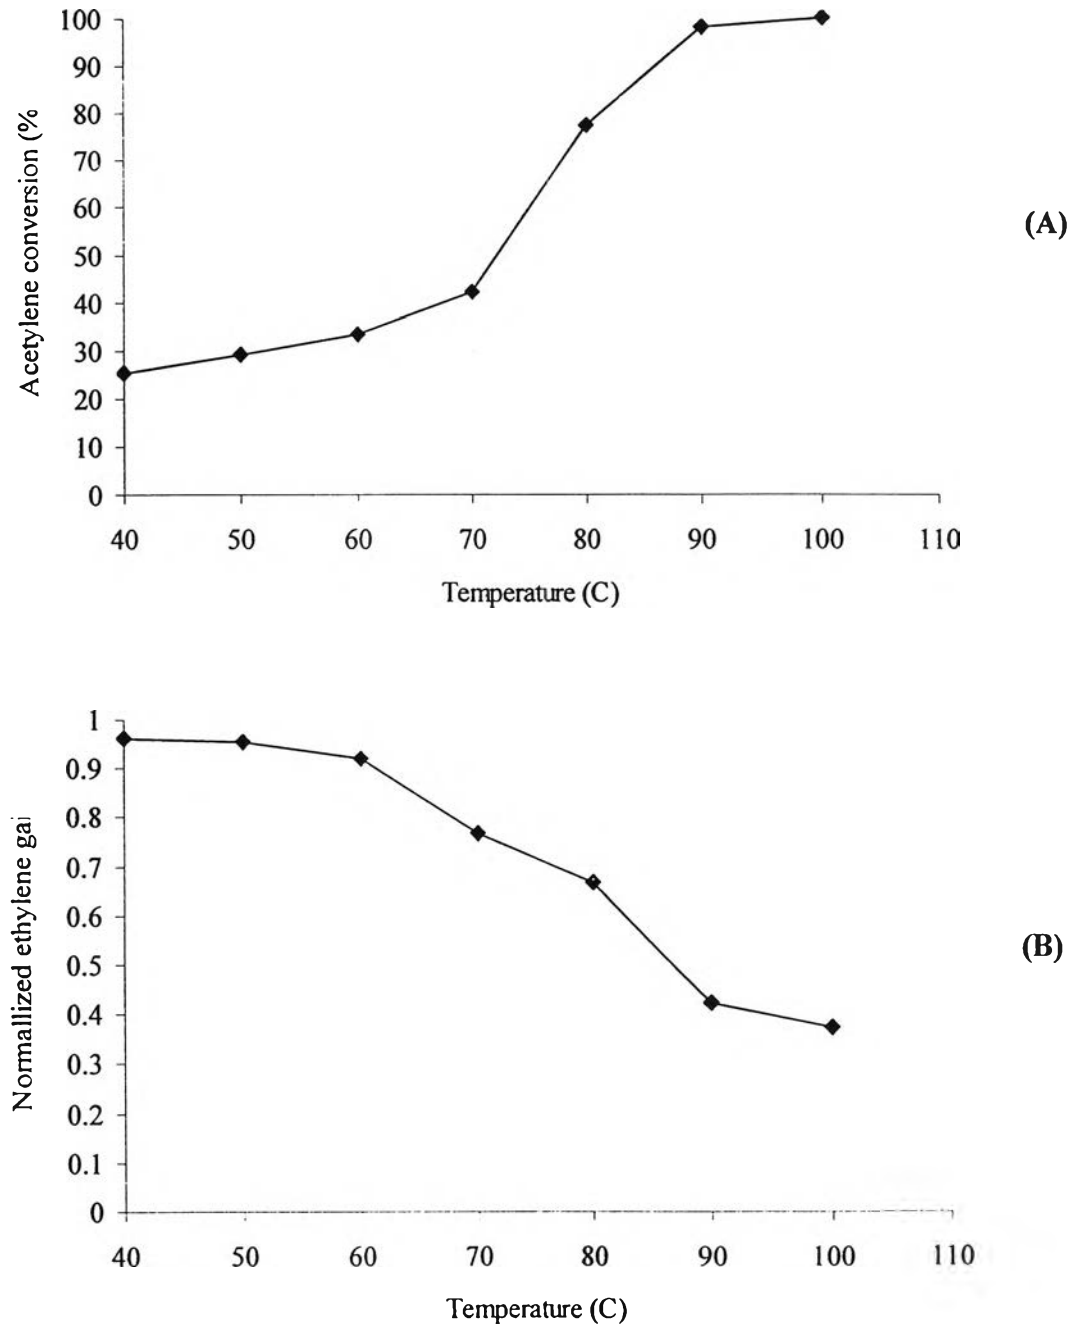 100
90
80
70
60
50
40
30
20
10
0
Acetylene conversion (%
40 50 60 70 80 90 100 110
Temperature (C)
(A)
1
0.9
0.8
0.7
0.6
0.5
0.4
0.3
0.2
0.1
0
Normallized ethylene gai
40 50 60 70 80 90 100 110
Temperature (C)
(B)